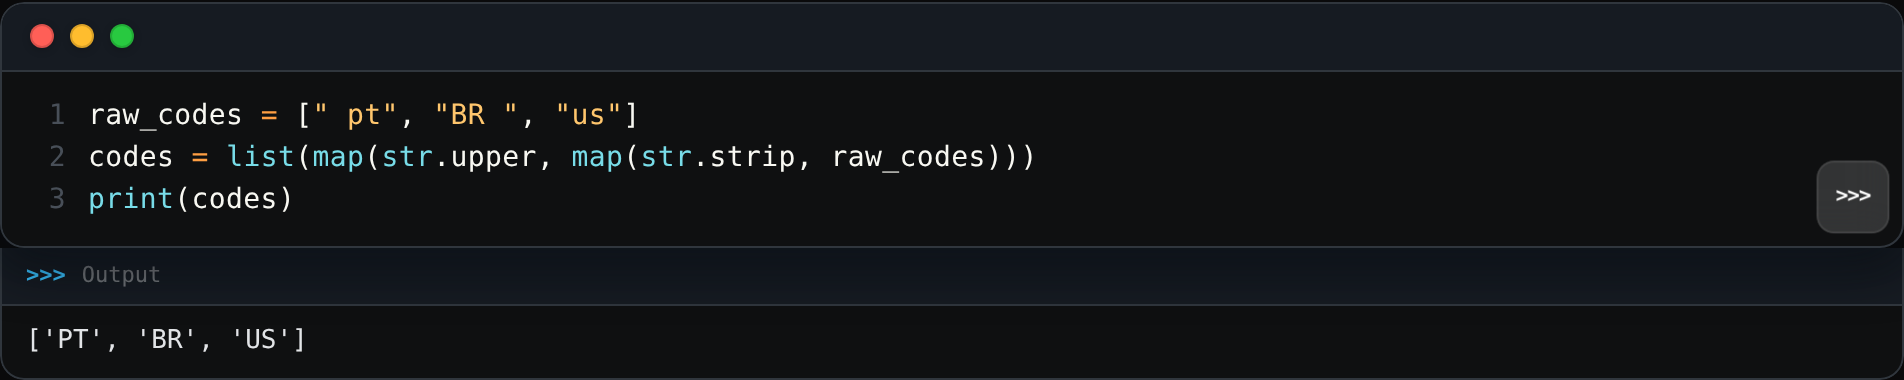 1 raw_codes = [" pt", "BR ", "us"]
2 codes = list(map(str.upper, map(str.strip, raw_codes)))
3 print(codes)
>>>
>>> Output
['PT', 'BR', 'US']